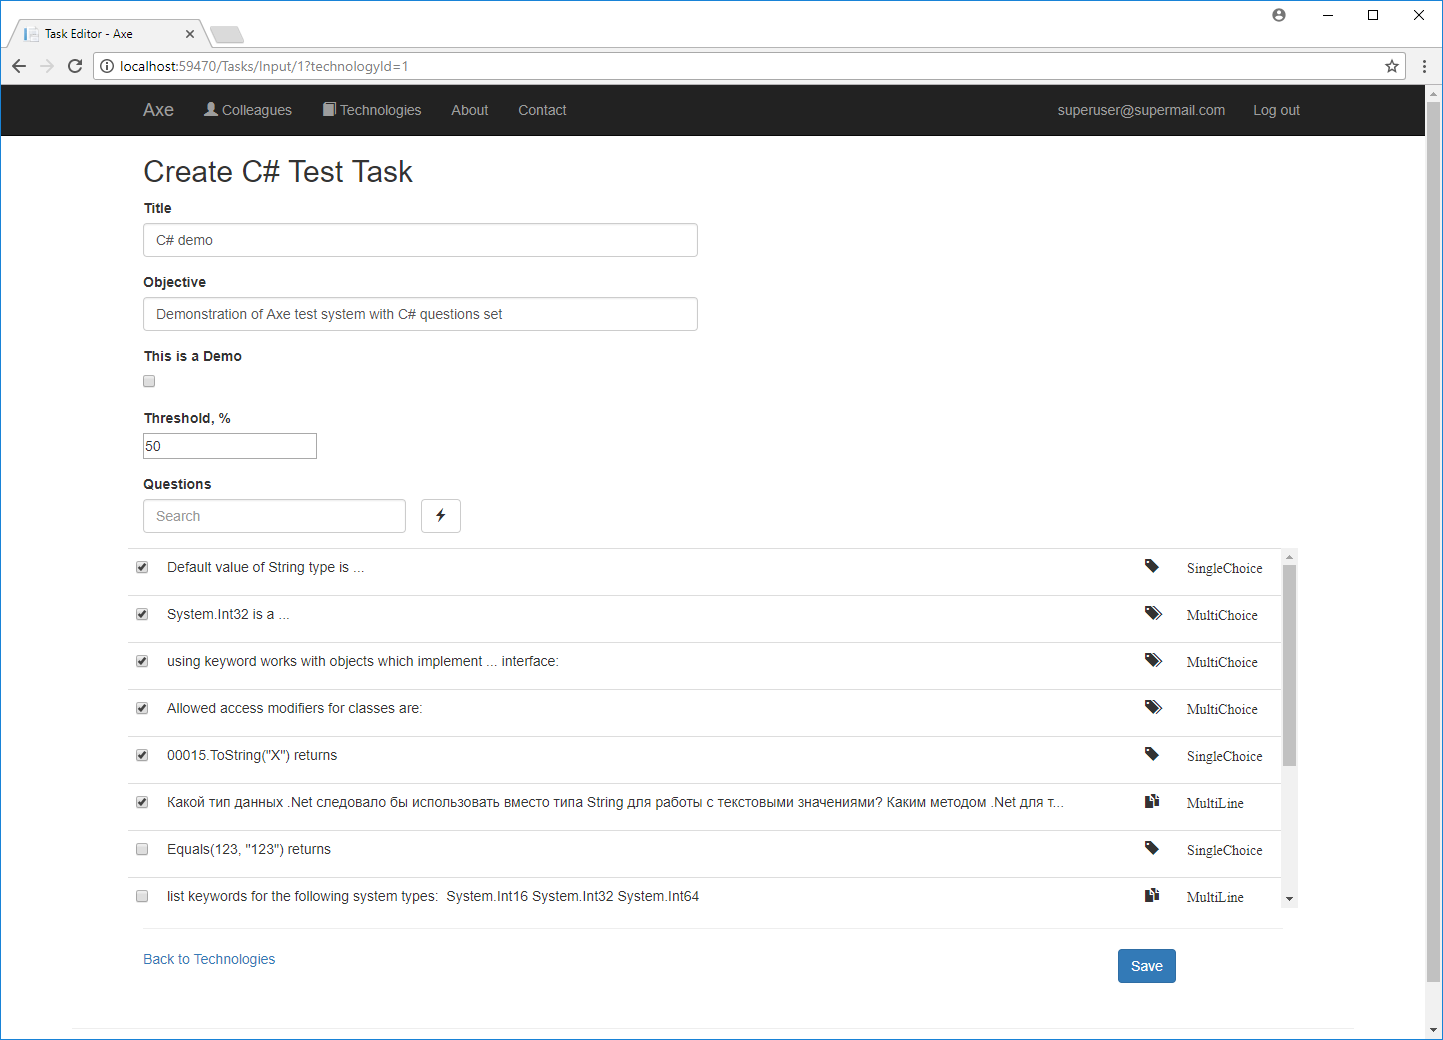 Task Editor - Axe
localhost:59470/Tasks/Input/1?technologyId=1
Axe Colleagues Technologies About Contact superuser@supermail.com Log out
Create C# Test Task
Title
C# demo
Objective
Demonstration of Axe test system with C# questions set
This is a Demo
Threshold, %
50
Questions
Search
Default value of String type is ... SingleChoice
System.Int32 is a ... MultiChoice
using keyword works with objects which implement ... interface: MultiChoice
Allowed access modifiers for classes are: MultiChoice
00015.ToString("X") returns SingleChoice
Какой тип данных .Net следовало бы использовать вместо типа String для работы с текстовыми значениями? Каким методом .Net для т... MultiLine
Equals(123, "123") returns SingleChoice
list keywords for the following system types:  System.Int16 System.Int32 System.Int64 MultiLine
Back to Technologies Save